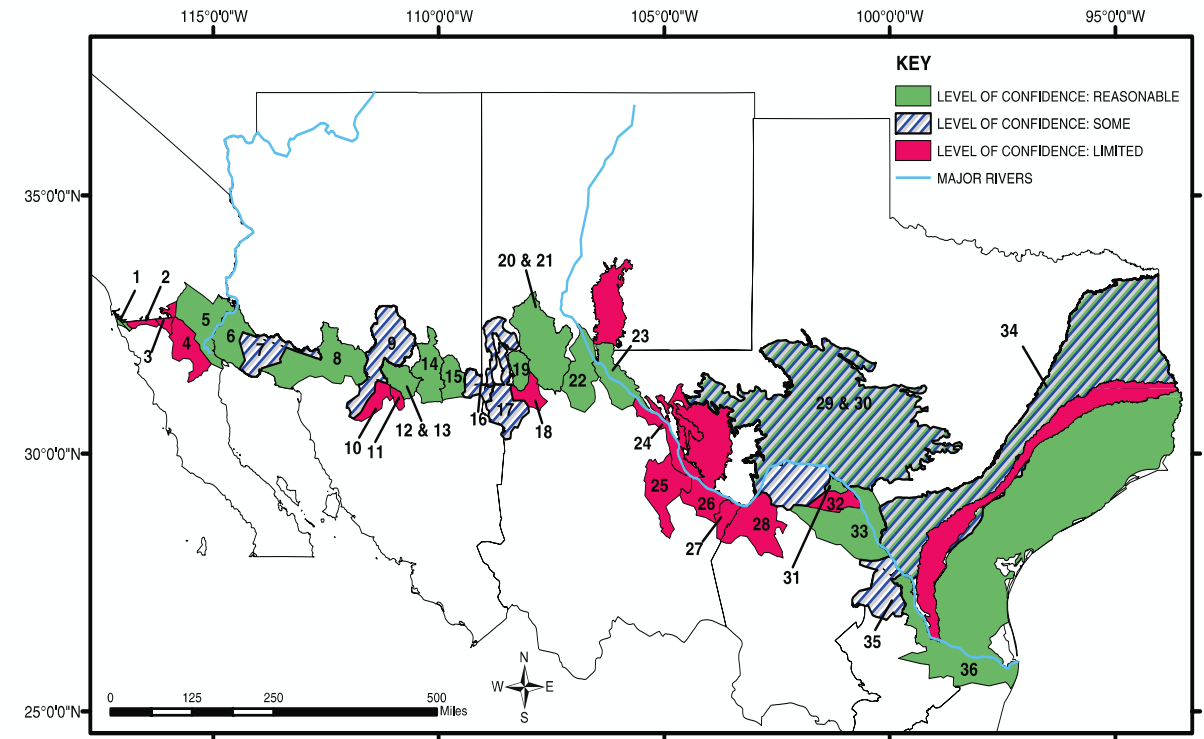 115°0'0"W 110°0'0"W 105°0'0"W 100°0'0"W 95°0'0"W
KEY
LEVEL OF CONFIDENCE: REASONABLE
LEVEL OF CONFIDENCE: SOME
LEVEL OF CONFIDENCE: LIMITED
MAJOR RIVERS
35°0'0"N
30°0'0"N
25°0'0"N
1
2
3
4
5
6
7
8
9
10
11
12 & 13
14
15
16
17
18
19
20 & 21
22
23
24
25
26
27
28
29 & 30
31
32
33
34
35
36
N
W E
S
0 125 250 500
Miles